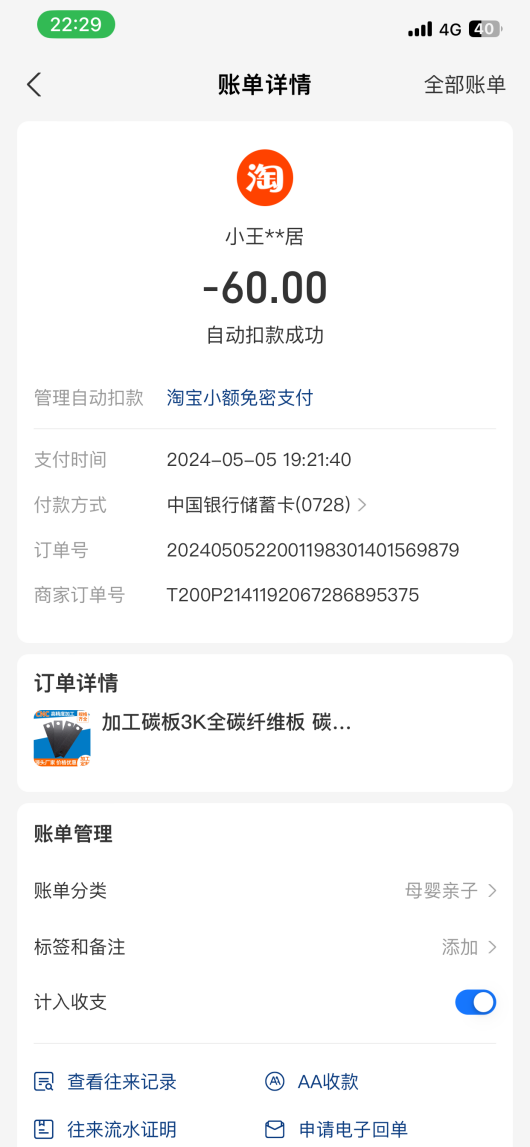 22:29
4G 40
账单详情 全部账单
淘
小王**居
-60.00
自动扣款成功
管理自动扣款 淘宝小额免密支付
支付时间 2024-05-05 19:21:40
付款方式 中国银行储蓄卡(0728)
订单号 2024050522001198301401569879
商家订单号 T200P2141192067286895375
订单详情
加工碳板3K全碳纤维板 碳...
账单管理
账单分类 母婴亲子
标签和备注 添加
计入收支
查看往来记录 AA收款
往来流水证明 申请电子回单